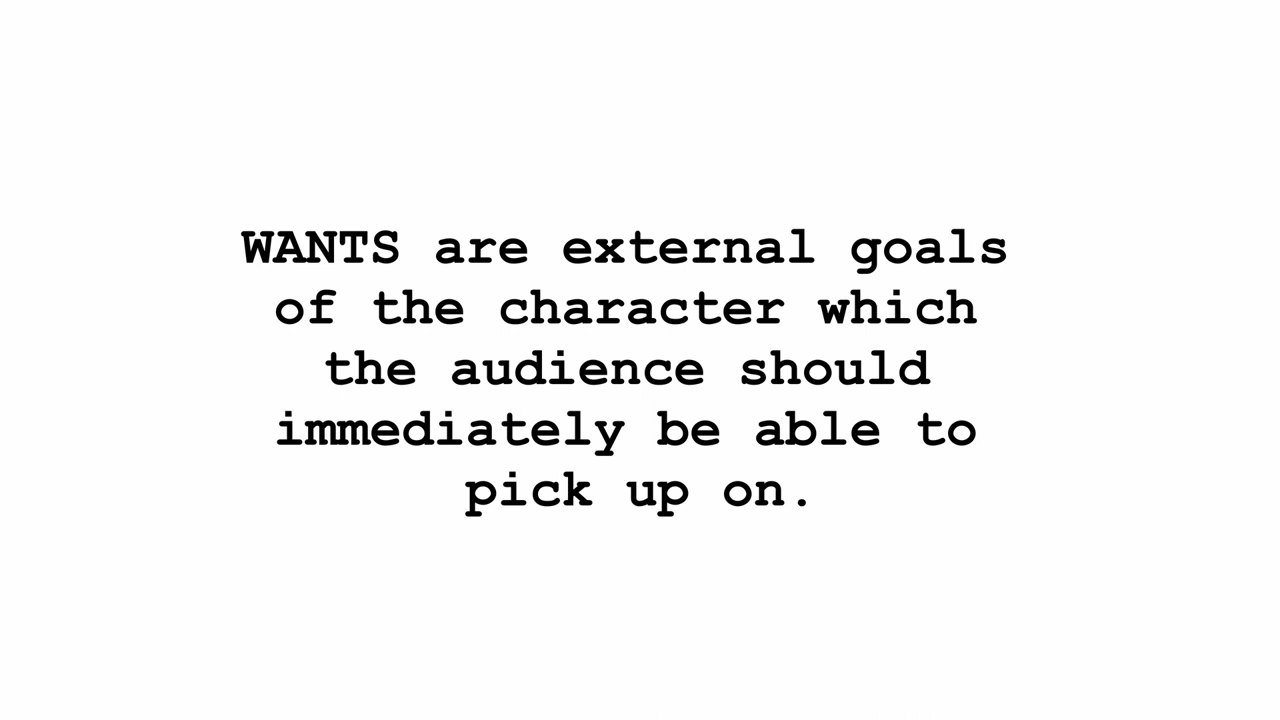 WANTS are external goals
of the character which
the audience should
immediately be able to
pick up on.